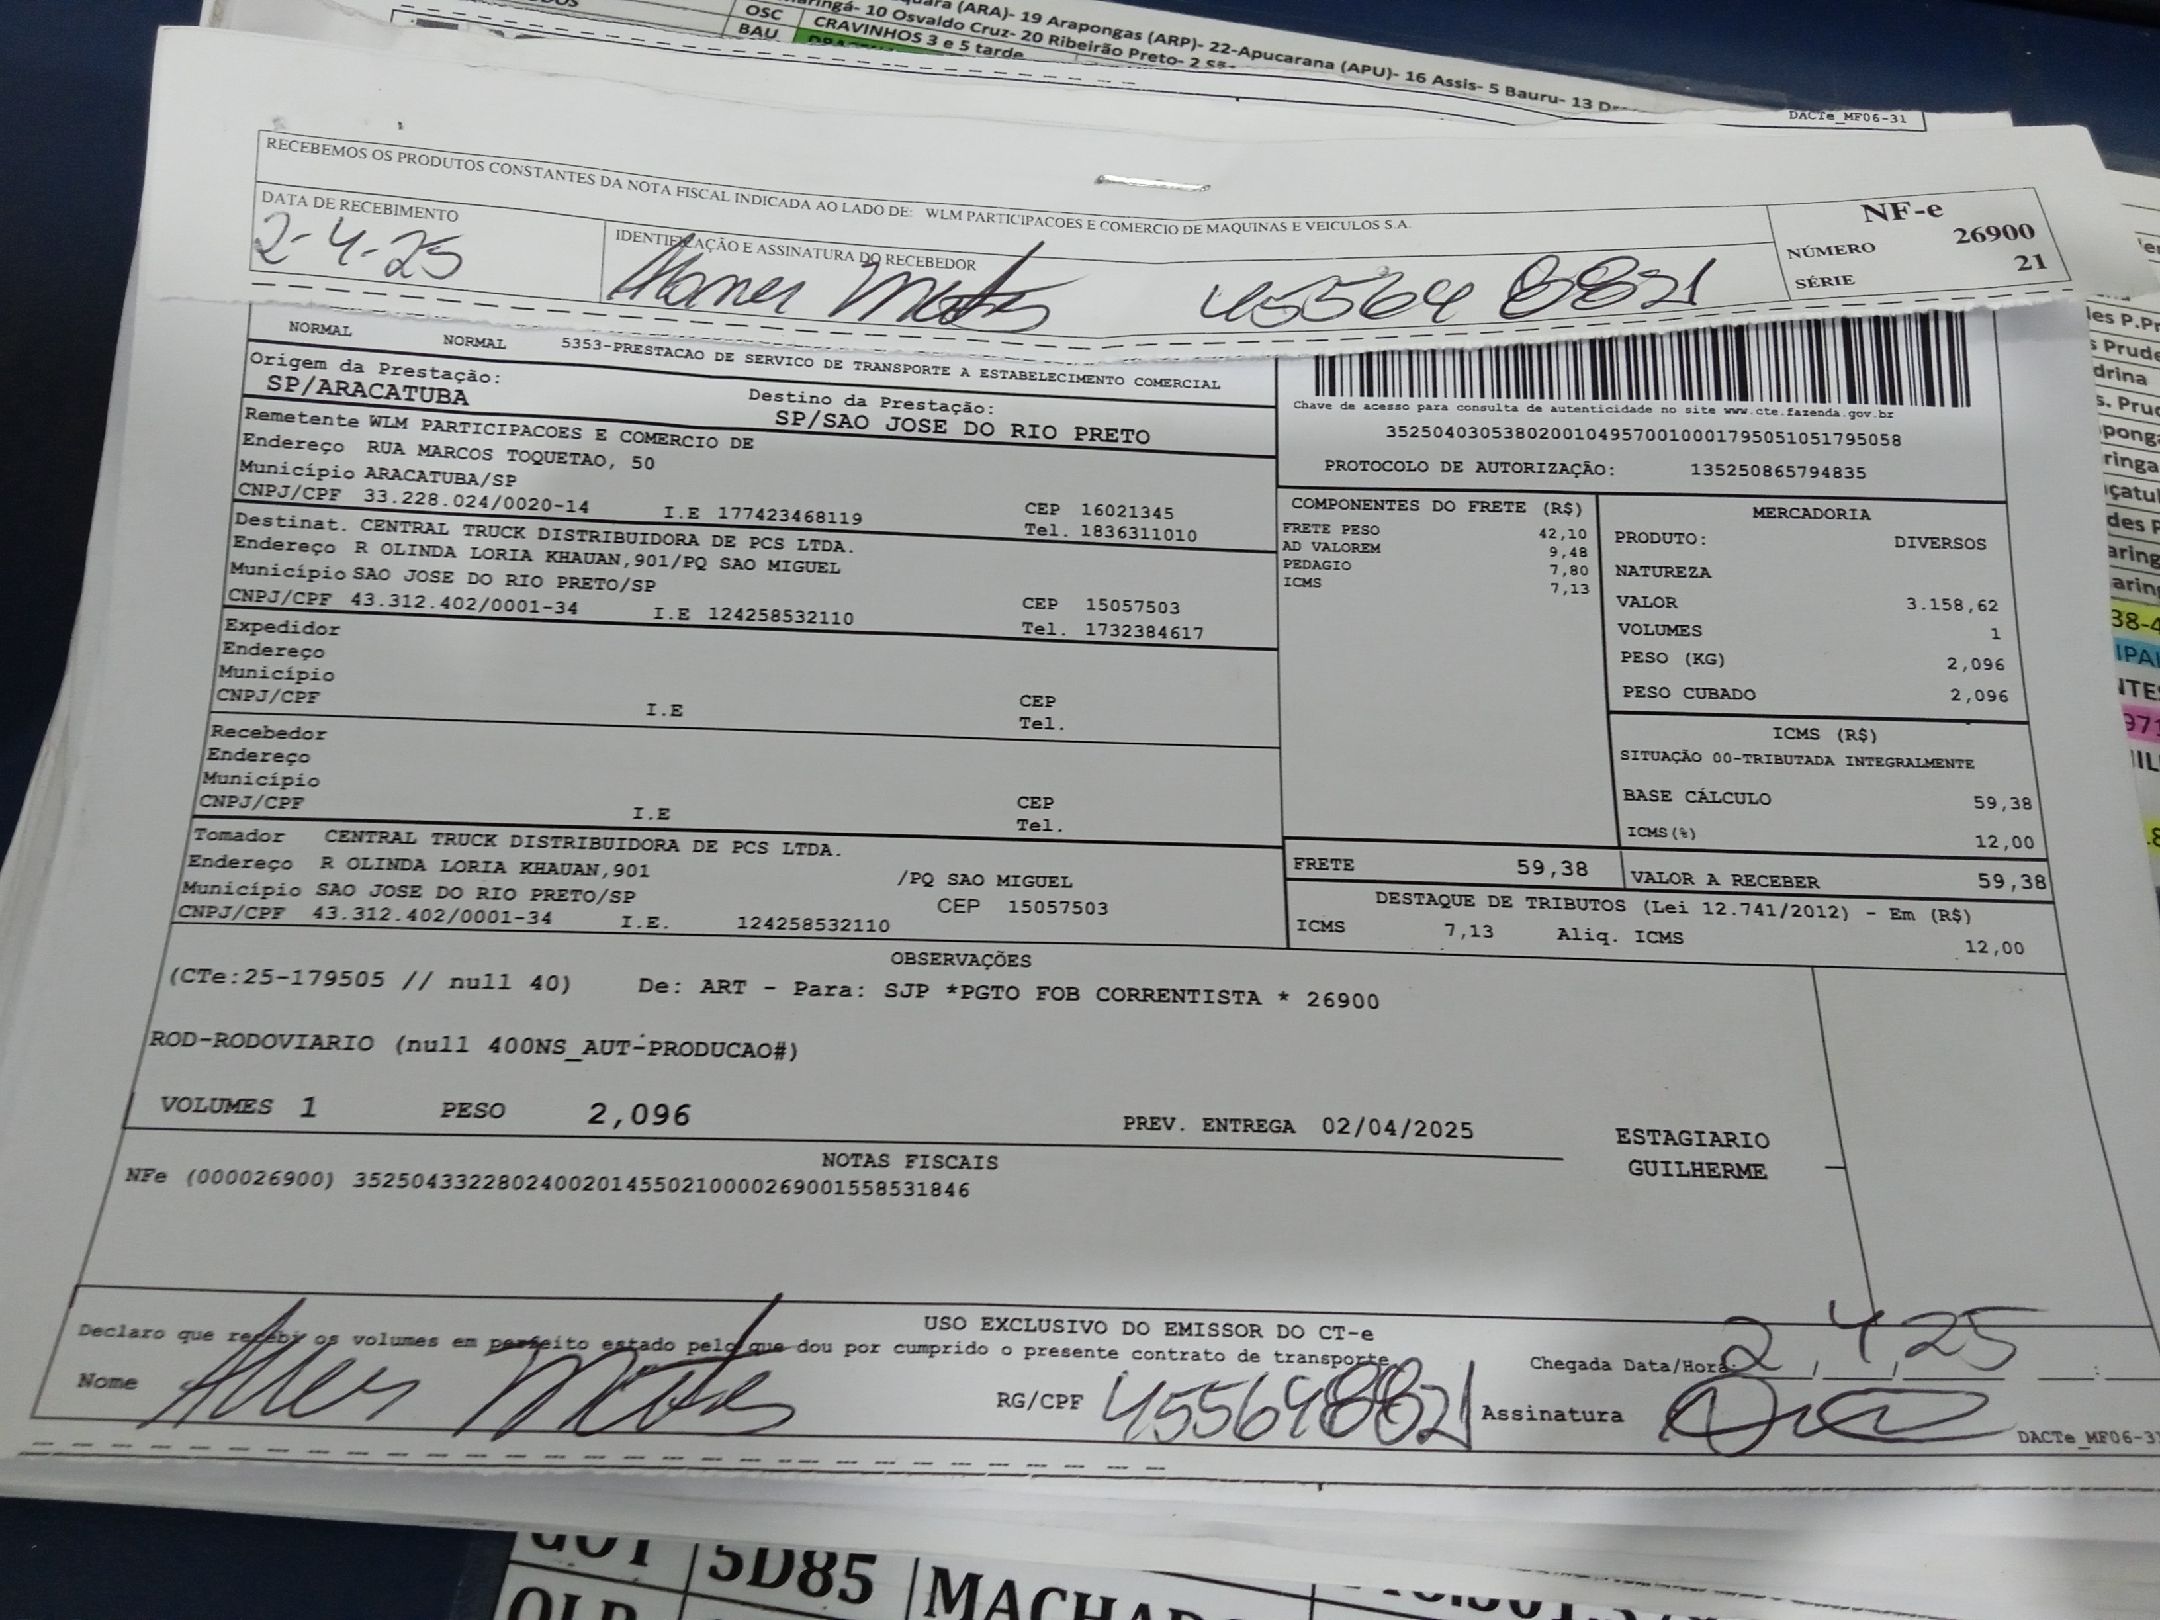 OSC CRAVINHOS 3 e 5 tarde
BAU
(ARA)- 19 Arapongas (ARP)- 22-Apucarana (APU)- 16 Assis- 5 Bauru- 13
10 Osvaldo Cruz- 20 Ribeirão Preto- 2
DACTe_MF06-31
RECEBEMOS OS PRODUTOS CONSTANTES DA NOTA FISCAL INDICADA AO LADO DE: WLM PARTICIPACOES E COMERCIO DE MAQUINAS E VEICULOS S.A.
NF-e
NÚMERO 26900
SÉRIE 21
DATA DE RECEBIMENTO
2-4-25
IDENTIFICAÇÃO E ASSINATURA DO RECEBEDOR
455648821
NORMAL NORMAL 5353-PRESTACAO DE SERVICO DE TRANSPORTE A ESTABELECIMENTO COMERCIAL
Origem da Prestação: Destino da Prestação:
SP/ARACATUBA SP/SAO JOSE DO RIO PRETO
Remetente WLM PARTICIPACOES E COMERCIO DE
Endereço RUA MARCOS TOQUETAO, 50
Município ARACATUBA/SP CEP 16021345
CNPJ/CPF 33.228.024/0020-14 I.E 177423468119 Tel. 1836311010
Destinat. CENTRAL TRUCK DISTRIBUIDORA DE PCS LTDA.
Endereço R OLINDA LORIA KHAUAN,901/PQ SAO MIGUEL
Município SAO JOSE DO RIO PRETO/SP CEP 15057503
CNPJ/CPF 43.312.402/0001-34 I.E 124258532110 Tel. 1732384617
Expedidor
Endereço
Município CEP
CNPJ/CPF I.E Tel.
Recebedor
Endereço
Município CEP
CNPJ/CPF I.E Tel.
Tomador CENTRAL TRUCK DISTRIBUIDORA DE PCS LTDA.
Endereço R OLINDA LORIA KHAUAN,901 /PQ SAO MIGUEL
Município SAO JOSE DO RIO PRETO/SP CEP 15057503
CNPJ/CPF 43.312.402/0001-34 I.E. 124258532110
Chave de acesso para consulta de autenticidade no site www.cte.fazenda.gov.br
35250403053802001049570010001795051051795058
PROTOCOLO DE AUTORIZAÇÃO: 135250865794835
COMPONENTES DO FRETE (R$)
FRETE PESO 42,10
AD VALOREM 9,48
PEDAGIO 7,80
ICMS 7,13
MERCADORIA
PRODUTO: DIVERSOS
NATUREZA
VALOR 3.158,62
VOLUMES 1
PESO (KG) 2,096
PESO CUBADO 2,096
ICMS (R$)
SITUAÇÃO 00-TRIBUTADA INTEGRALMENTE
BASE CÁLCULO 59,38
ICMS(%) 12,00
FRETE 59,38 VALOR A RECEBER 59,38
DESTAQUE DE TRIBUTOS (Lei 12.741/2012) - Em (R$)
ICMS 7,13 Aliq. ICMS 12,00
OBSERVAÇÕES
(CTe:25-179505 // null 40) De: ART - Para: SJP *PGTO FOB CORRENTISTA * 26900
ROD-RODOVIARIO (null 400NS_AUT-PRODUCAO#)
VOLUMES 1 PESO 2,096 PREV. ENTREGA 02/04/2025
ESTAGIARIO
GUILHERME
NOTAS FISCAIS
NFe (000026900) 35250433228024002014550210000269001558531846
USO EXCLUSIVO DO EMISSOR DO CT-e
Declaro que recebi os volumes em perfeito estado pelo que dou por cumprido o presente contrato de transporte
Chegada Data/Hora: 2,4,25
Nome RG/CPF 455648821 Assinatura
DACTe_MF06-31
SD85 MACHAD